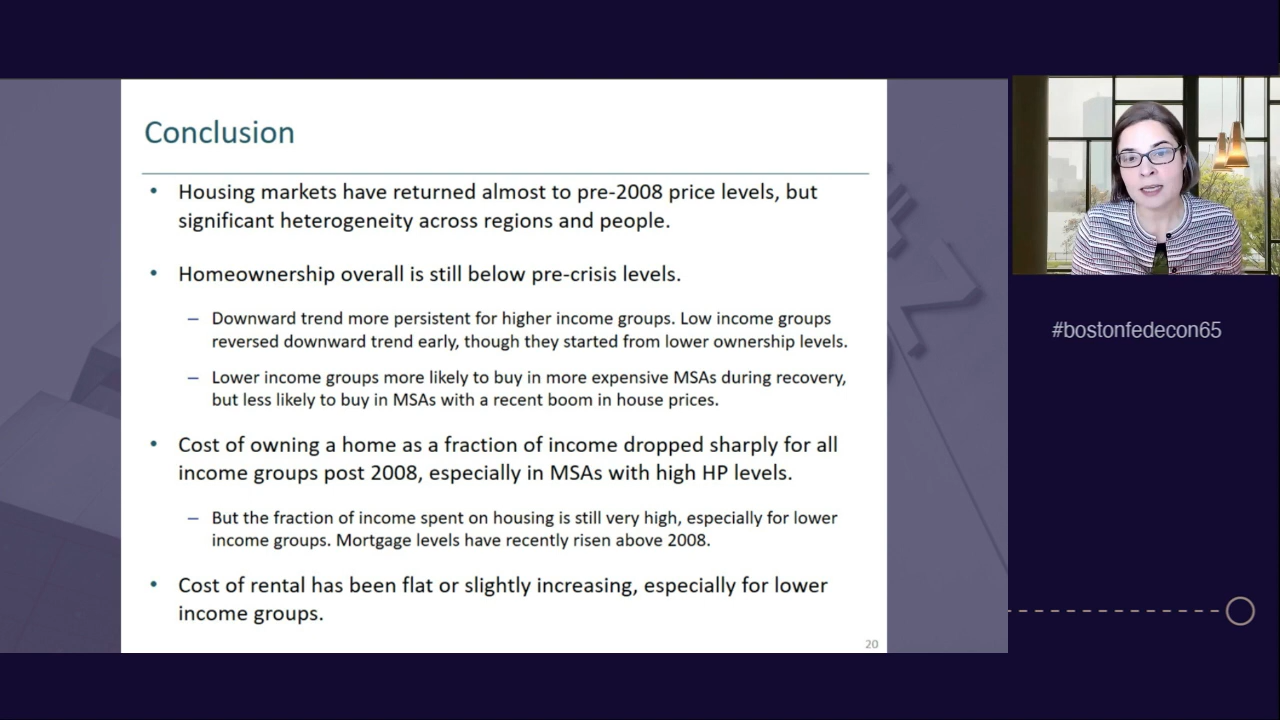 Conclusion
• Housing markets have returned almost to pre-2008 price levels, but
significant heterogeneity across regions and people.
• Homeownership overall is still below pre-crisis levels.
– Downward trend more persistent for higher income groups. Low income groups
reversed downward trend early, though they started from lower ownership levels.
– Lower income groups more likely to buy in more expensive MSAs during recovery,
but less likely to buy in MSAs with a recent boom in house prices.
• Cost of owning a home as a fraction of income dropped sharply for all
income groups post 2008, especially in MSAs with high HP levels.
– But the fraction of income spent on housing is still very high, especially for lower
income groups. Mortgage levels have recently risen above 2008.
• Cost of rental has been flat or slightly increasing, especially for lower
income groups.
20
#bostonfedecon65